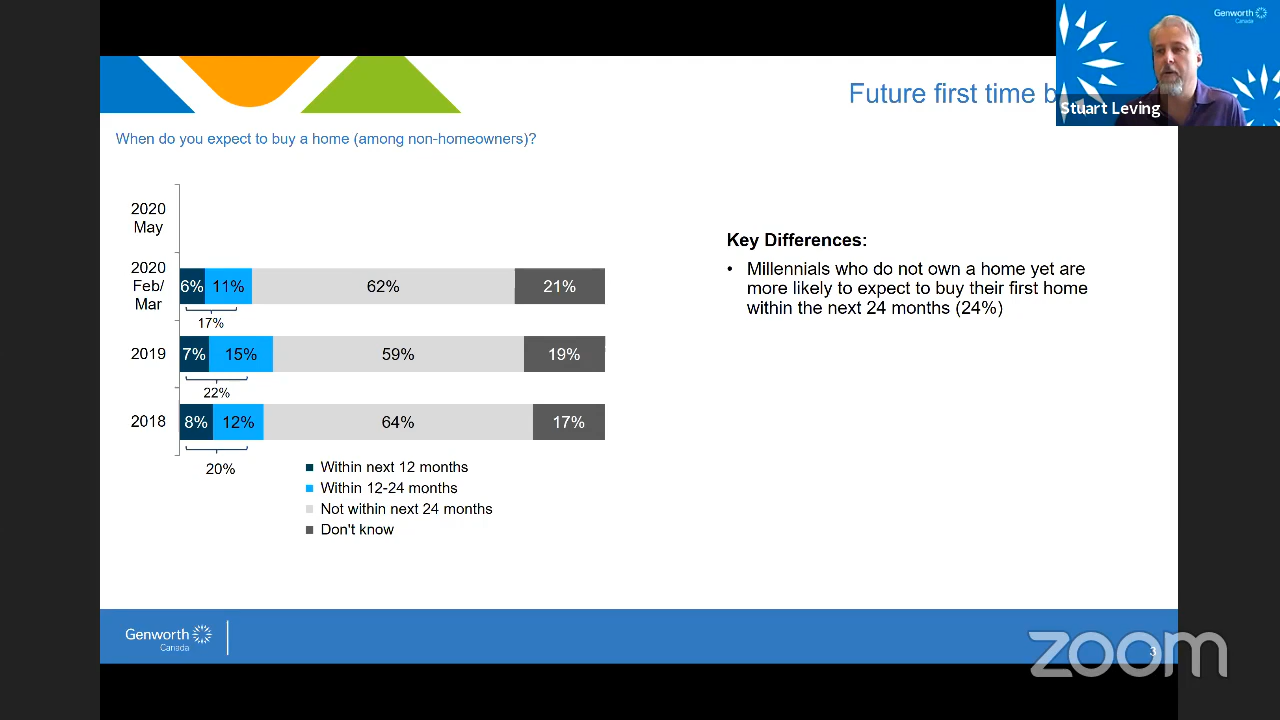 Genworth
Canada
Future first time b
Stuart Leving
When do you expect to buy a home (among non-homeowners)?
2020
May
2020
Feb/
Mar
6% 11% 62% 21%
17%
2019 7% 15% 59% 19%
22%
2018 8% 12% 64% 17%
20%
Within next 12 months
Within 12-24 months
Not within next 24 months
Don't know
Key Differences:
• Millennials who do not own a home yet are
more likely to expect to buy their first home
within the next 24 months (24%)
Genworth
Canada
3
zoom